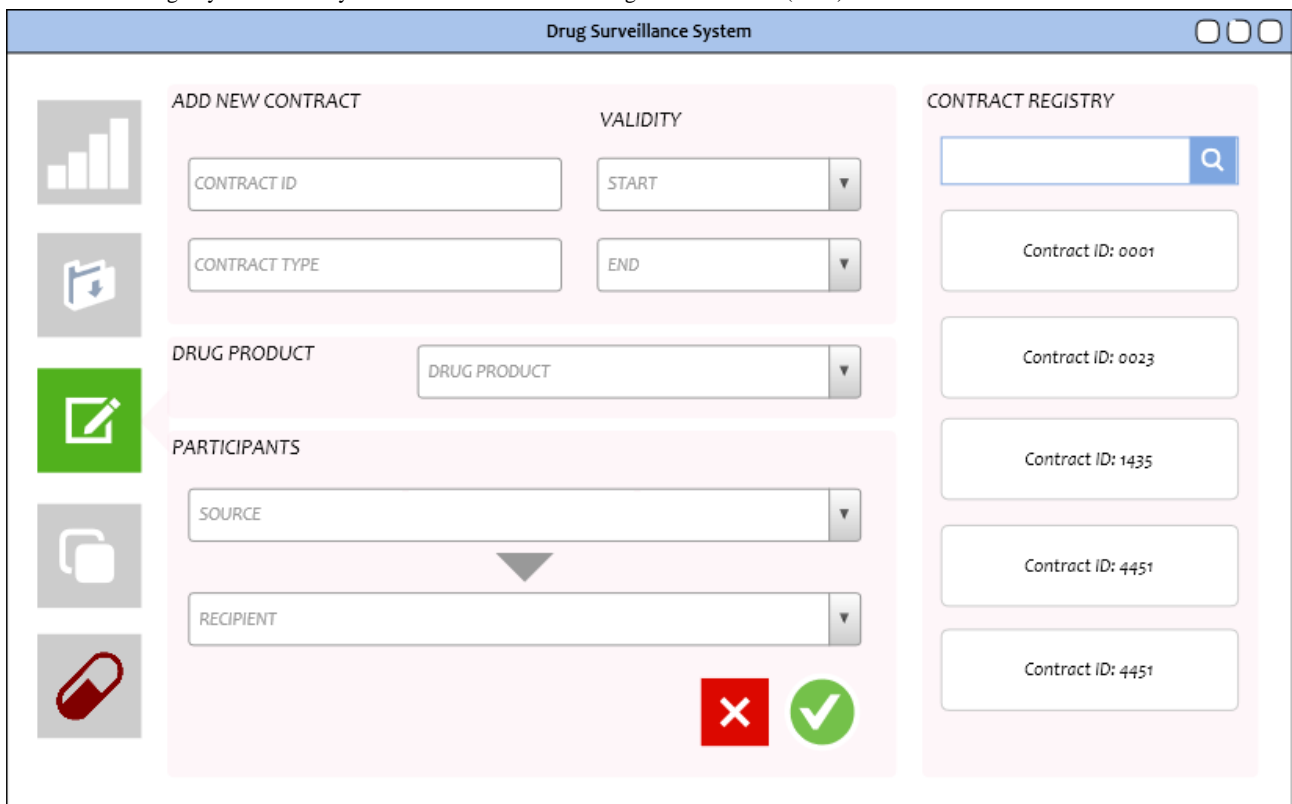 Drug Surveillance System
ADD NEW CONTRACT
VALIDITY
CONTRACT ID
START
CONTRACT TYPE
END
DRUG PRODUCT
DRUG PRODUCT
PARTICIPANTS
SOURCE
RECIPIENT
CONTRACT REGISTRY
Contract ID: 0001
Contract ID: 0023
Contract ID: 1435
Contract ID: 4451
Contract ID: 4451